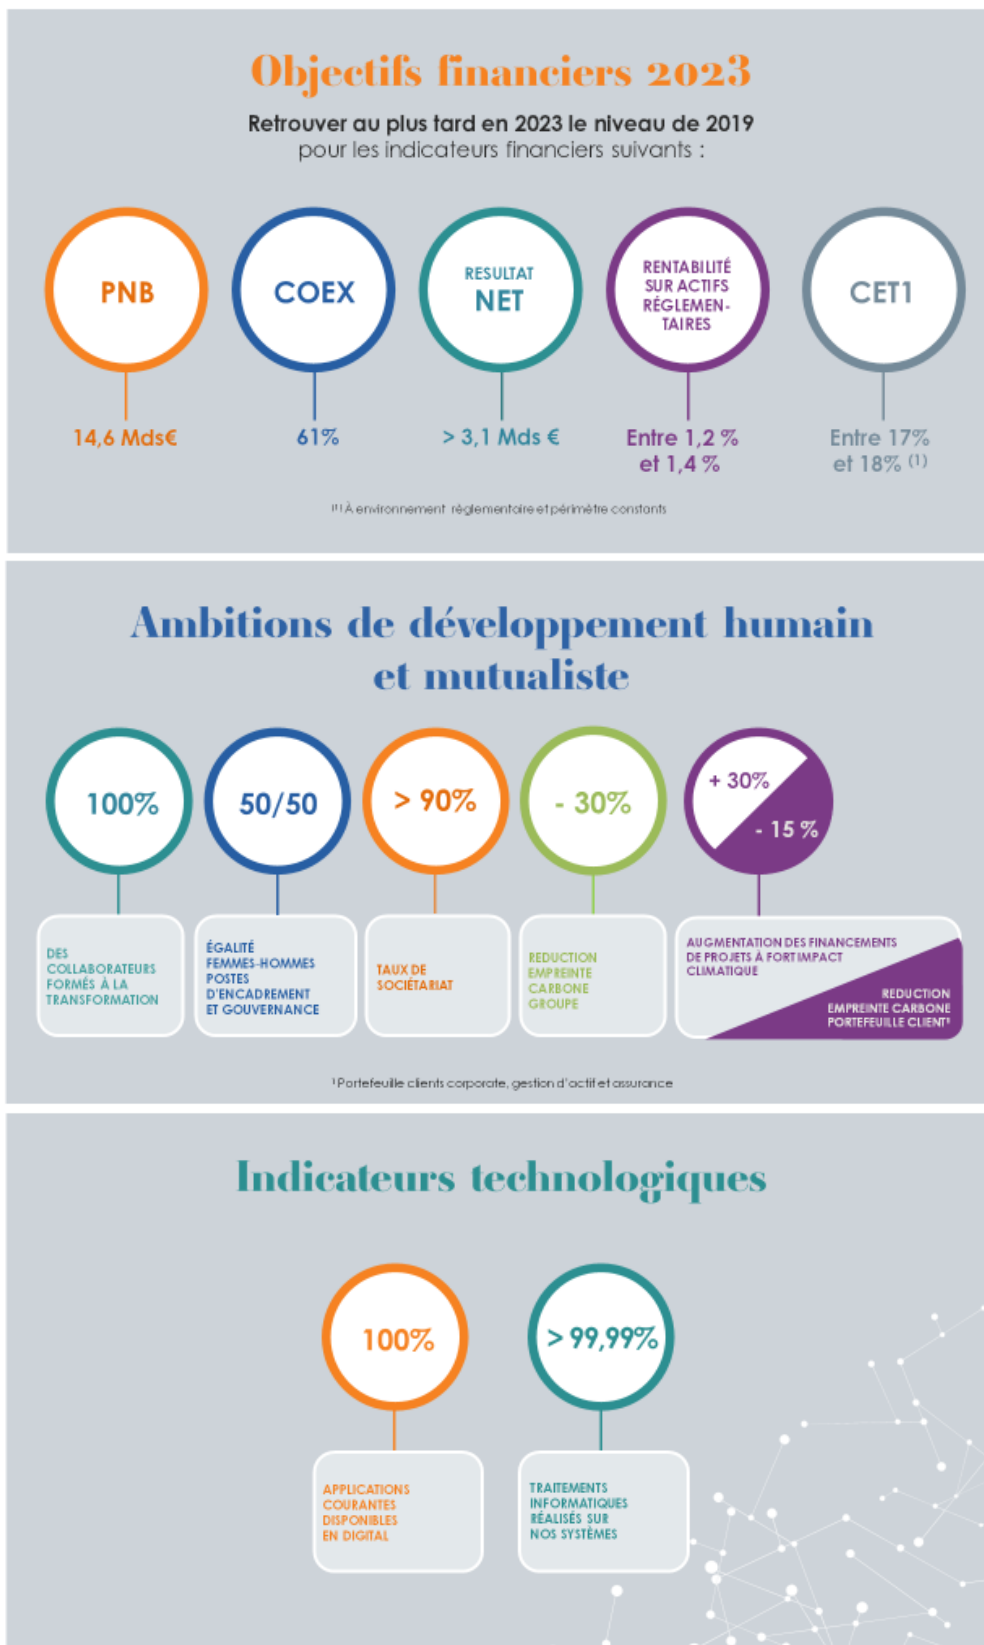 Objectifs financiers 2023
Retrouver au plus tard en 2023 le niveau de 2019
pour les indicateurs financiers suivants :
PNB
COEX
RESULTAT
NET
RENTABILITÉ
SUR ACTIFS
RÉGLEMEN-
TAIRES
CET1
14,6 Mds€
61%
> 3,1 Mds €
Entre 1,2 %
et 1,4 %
Entre 17%
et 18% (1)
(1) À environnement règlementaire et périmètre constants
Ambitions de développement humain
et mutualiste
100%
50/50
> 90%
- 30%
+ 30%
- 15 %
DES
COLLABORATEURS
FORMÉS À LA
TRANSFORMATION
ÉGALITÉ
FEMMES-HOMMES
POSTES
D'ENCADREMENT
ET GOUVERNANCE
TAUX DE
SOCIÉTARIAT
REDUCTION
EMPREINTE
CARBONE
GROUPE
AUGMENTATION DES FINANCEMENTS
DE PROJETS À FORT IMPACT
CLIMATIQUE
REDUCTION
EMPREINTE CARBONE
PORTEFEUILLE CLIENT¹
¹ Portefeuille clients corporate, gestion d'actif et assurance
Indicateurs technologiques
100%
> 99,99%
APPLICATIONS
COURANTES
DISPONIBLES
EN DIGITAL
TRAITEMENTS
INFORMATIQUES
RÉALISÉS SUR
NOS SYSTÈMES